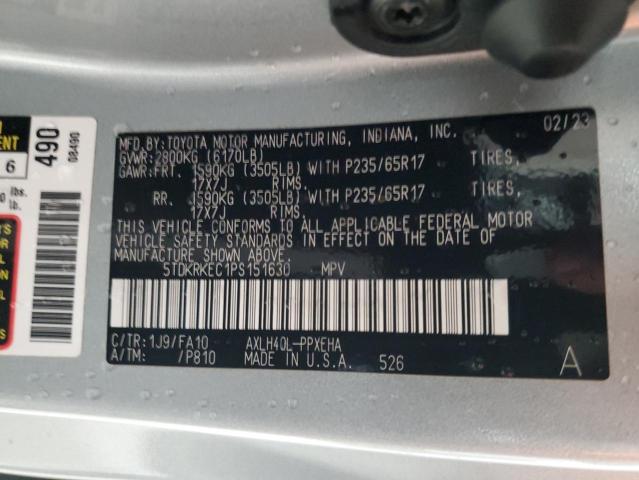 MFD.BY:TOYOTA MOTOR MANUFACTURING, INDIANA, INC. 02/23
GVWR:2800KG (6170LB)
GAWR:FRT. 1590KG (3505LB) WITH P235/65R17 TIRES,
17X7J RIMS.
RR. 1590KG (3505LB) WITH P235/65R17 TIRES,
17X7J RIMS.
THIS VEHICLE CONFORMS TO ALL APPLICABLE FEDERAL MOTOR
VEHICLE SAFETY STANDARDS IN EFFECT ON THE DATE OF
MANUFACTURE SHOWN ABOVE.
5TDKRKEC1PS151630 MPV
C/TR:1J9/FA10 AXLH40L-PPXEHA
A/TM: /P810 MADE IN U.S.A. 526 A
490
08490
6
lbs.
kg